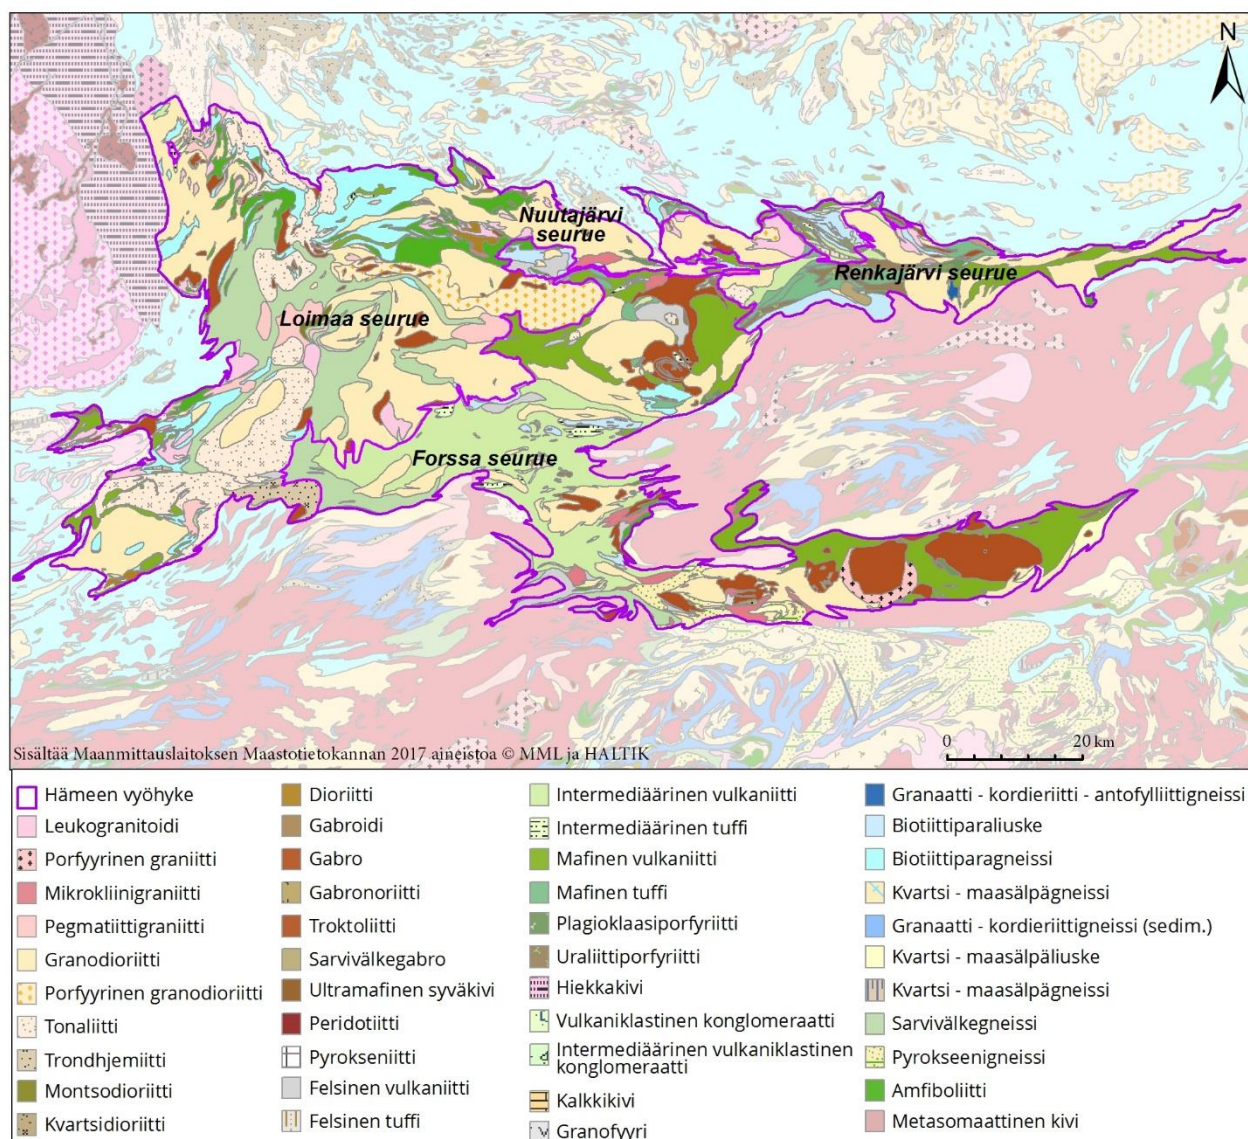 N
Nuutajärvi
seurue
Renkajärvi seurue
Loimaa seurue
Forssa seurue
Sisältää Maanmittauslaitoksen Maastotietokannan 2017 aineistoa © MML ja HALTIK
0 20 km
Hämeen vyöhyke
Leukogranitoidi
Porfyyrinen graniitti
Mikrokliinigraniitti
Pegmatiittigraniitti
Granodioriitti
Porfyyrinen granodioriitti
Tonaliitti
Trondhjemiitti
Montsodioriitti
Kvartsidioriitti
Dioriitti
Gabroidi
Gabro
Gabronoriitti
Troktoliitti
Sarvivälkegabro
Ultramafinen syväkivi
Peridotiitti
Pyrokseniitti
Felsinen vulkaniitti
Felsinen tuffi
Intermediäärinen vulkaniitti
Intermediäärinen tuffi
Mafinen vulkaniitti
Mafinen tuffi
Plagioklaasiporfyriitti
Uraliittiporfyriitti
Hiekkakivi
Vulkaniklastinen konglomeraatti
Intermediäärinen vulkaniklastinen
konglomeraatti
Kalkkikivi
Granofyyri
Granaatti - kordieriitti - antofylliittigneissi
Biotiittiparaliuske
Biotiittiparagneissi
Kvartsi - maasälpägneissi
Granaatti - kordieriittigneissi (sedim.)
Kvartsi - maasälpäliuske
Kvartsi - maasälpägneissi
Sarvivälkegneissi
Pyrokseenigneissi
Amfiboliitti
Metasomaattinen kivi